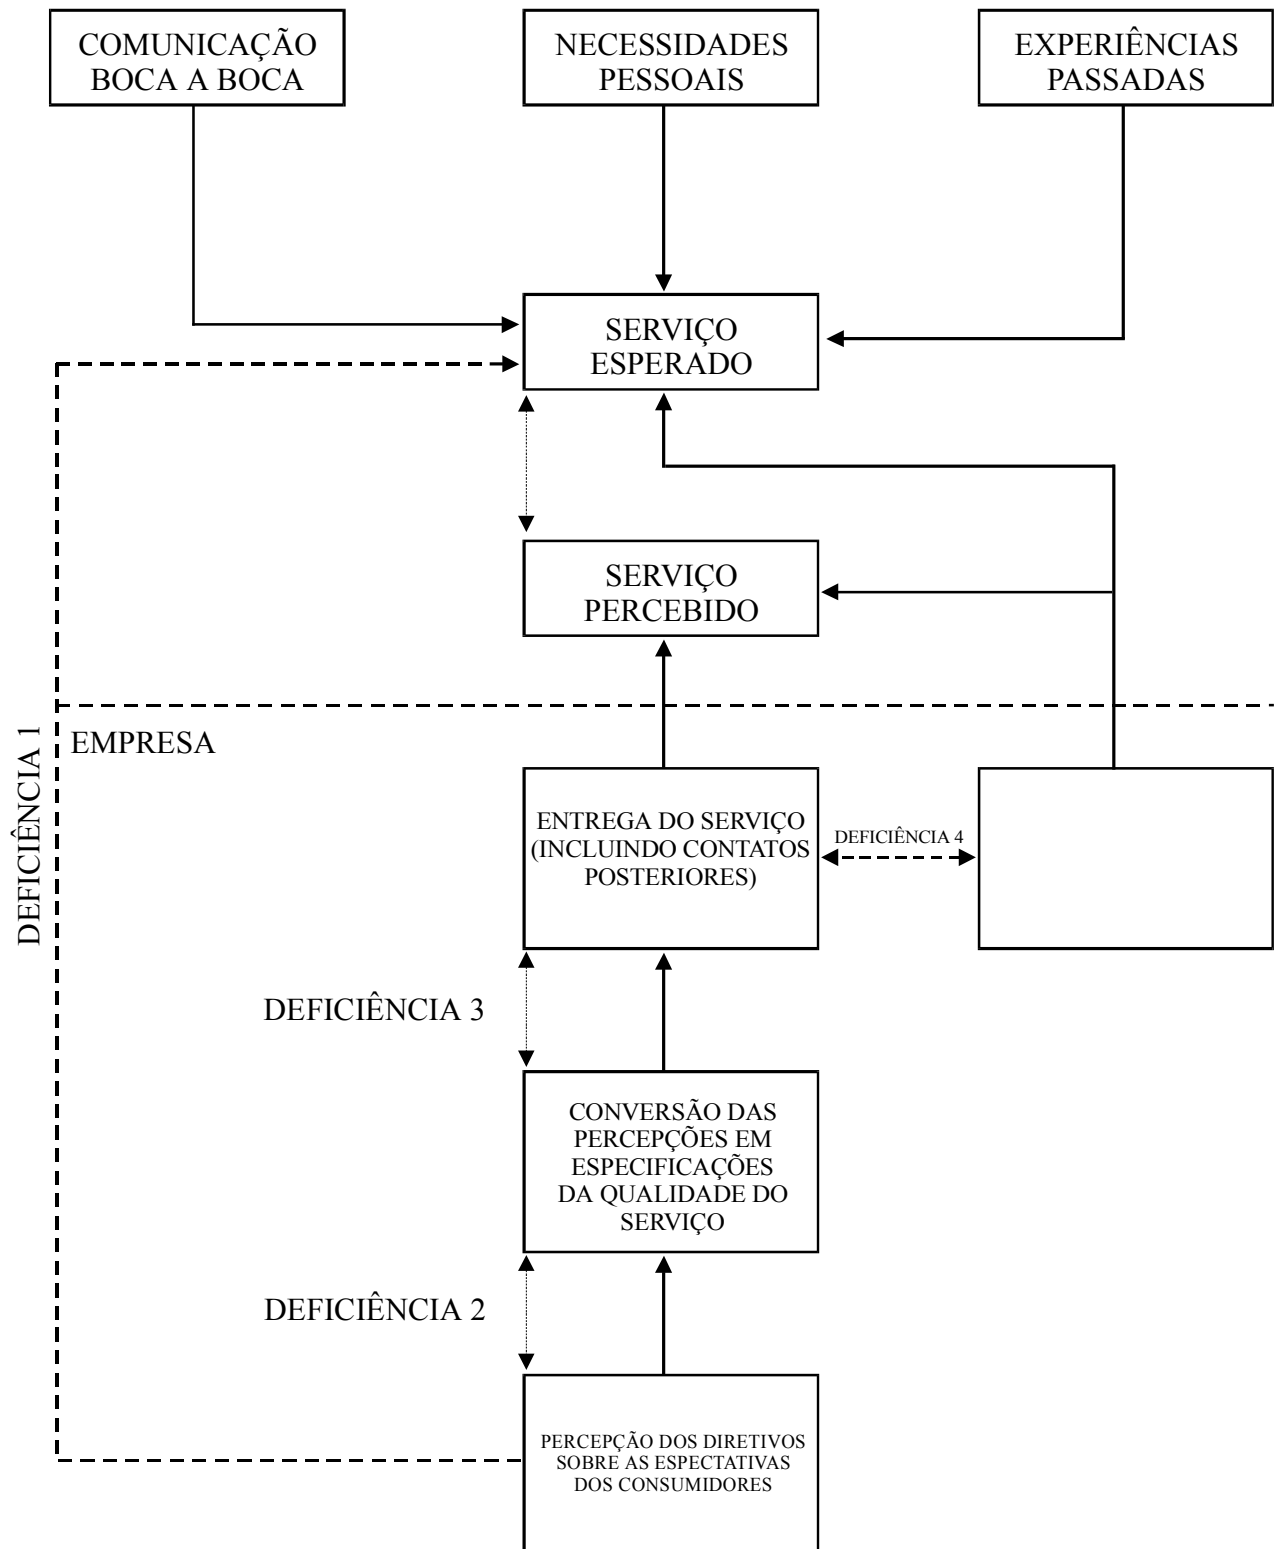 COMUNICAÇÃO
BOCA A BOCA
NECESSIDADES
PESSOAIS
EXPERIÊNCIAS
PASSADAS
SERVIÇO
ESPERADO
SERVIÇO
PERCEBIDO
DEFICIÊNCIA 1
EMPRESA
ENTREGA DO SERVIÇO
(INCLUINDO CONTATOS
POSTERIORES)
DEFICIÊNCIA 4
DEFICIÊNCIA 3
CONVERSÃO DAS
PERCEPÇÕES EM
ESPECIFICAÇÕES
DA QUALIDADE DO
SERVIÇO
DEFICIÊNCIA 2
PERCEPÇÃO DOS DIRETIVOS
SOBRE AS ESPECTATIVAS
DOS CONSUMIDORES